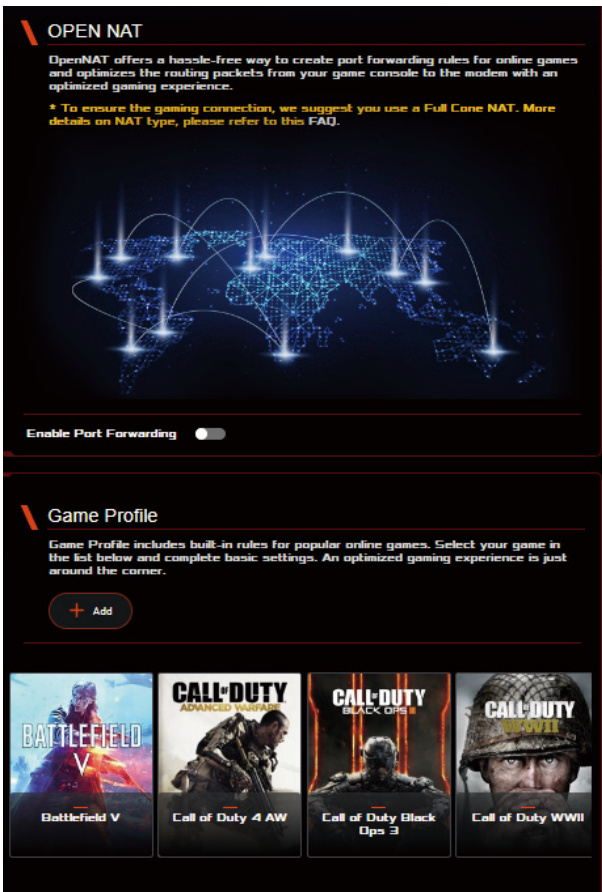 OPEN NAT
OpenNAT offers a hassle-free way to create port forwarding rules for online games
and optimizes the routing packets from your game console to the modem with an
optimized gaming experience.
* To ensure the gaming connection, we suggest you use a Full Cone NAT. More
details on NAT type, please refer to this FAQ.
Enable Port Forwarding
Game Profile
Game Profile includes built-in rules for popular online games. Select your game in
the list below and complete basic settings. An optimized gaming experience is just
around the corner.
+ Add
BATTLEFIELD
V
CALL OF DUTY
ADVANCED WARFARE
CALL OF DUTY
BLACK OPS III
CALL OF DUTY
WWII
Battlefield V
Call of Duty 4 AW
Call of Duty Black
Ops 3
Call of Duty WWII